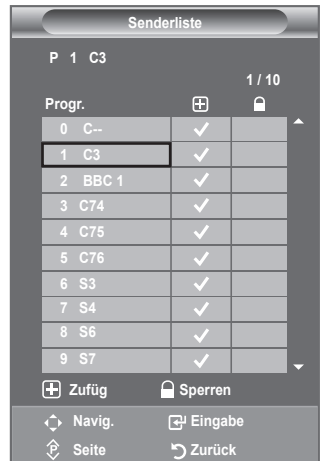 Senderliste
P 1 C3
1 / 10
Progr.
0 C--
1 C3
2 BBC 1
3 C74
4 C75
5 C76
6 S3
7 S4
8 S6
9 S7
Zufüg Sperren
Navig. Eingabe
Seite Zurück